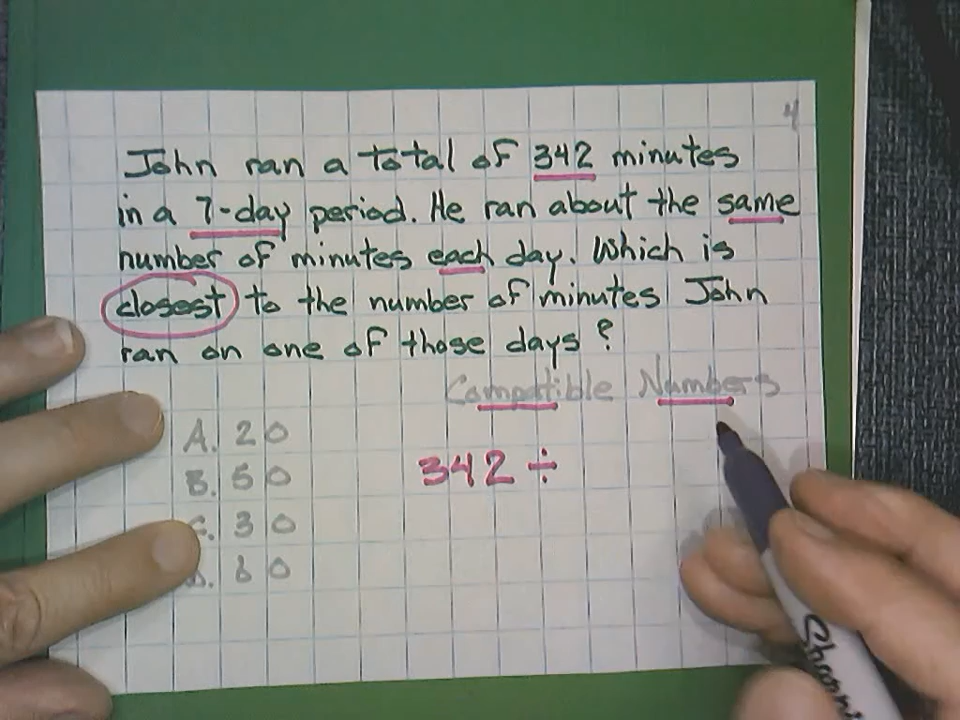 4
John ran a total of 342 minutes
in a 7-day period. He ran about the same
number of minutes each day. Which is
closest to the number of minutes John
ran on one of those days?
Compatible Numbers
A. 20
B. 50
C. 30
D. 60
342 ÷